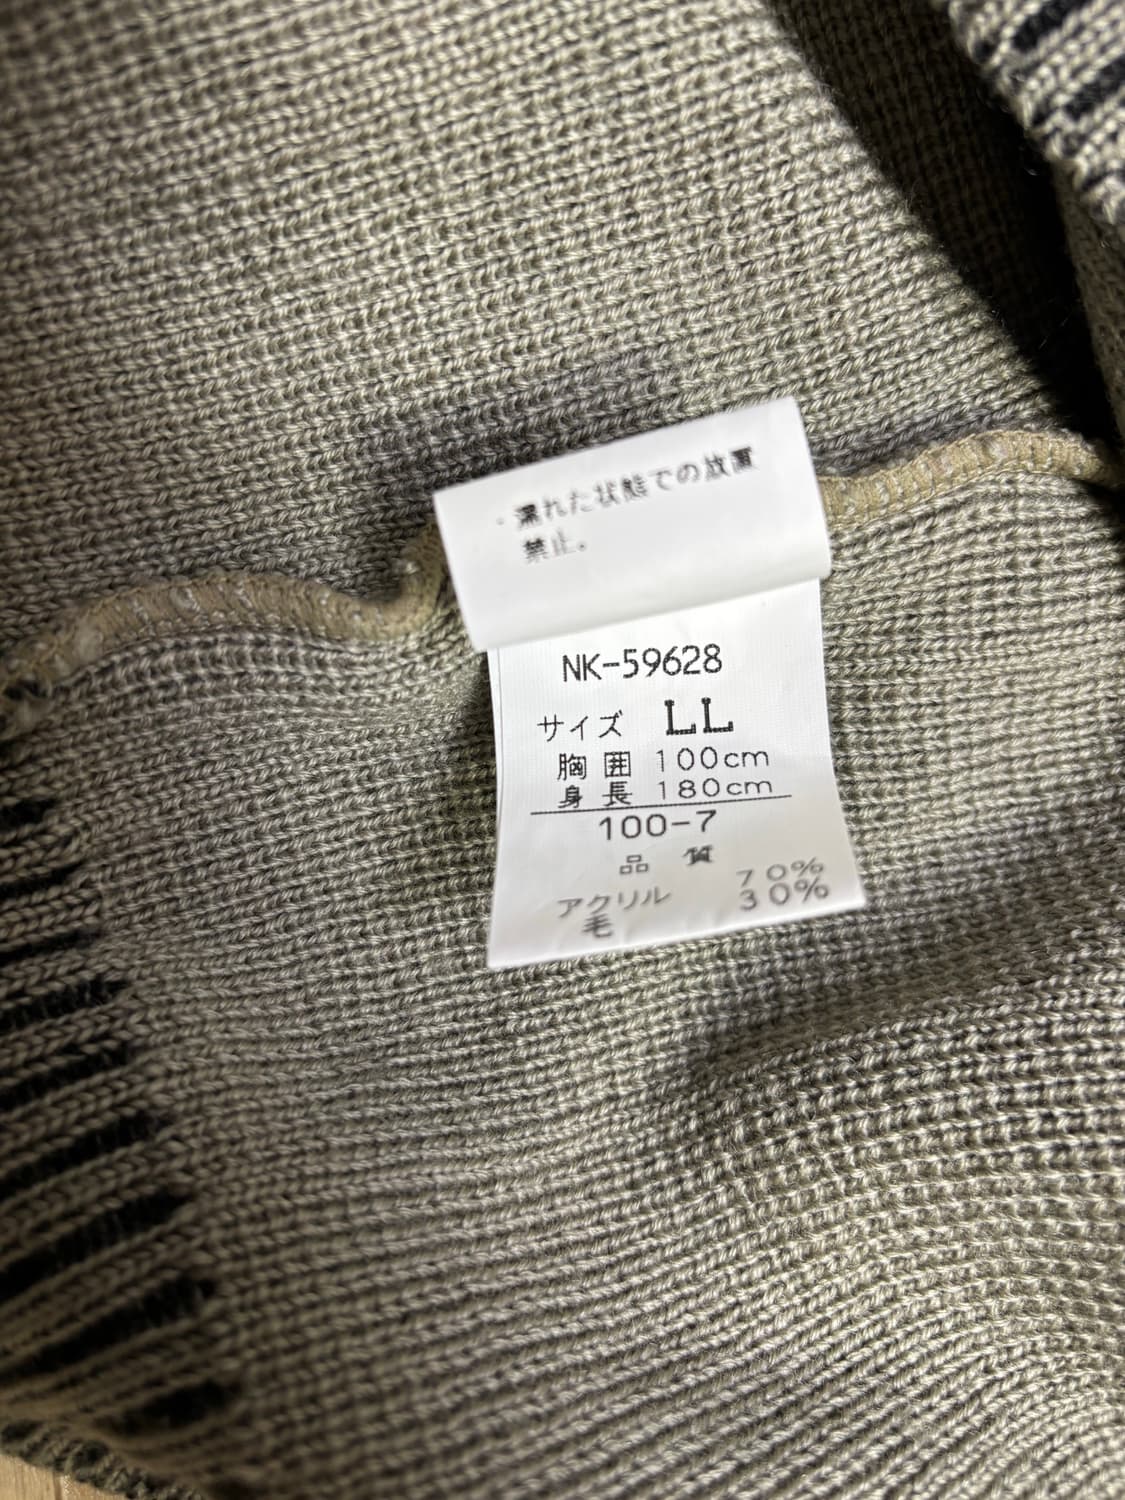 ・濡れた状態での放置
禁止。
NK-59628
サイズ LL
胸囲 100cm
身長 180cm
100-7
品質
アクリル 70%
毛 30%